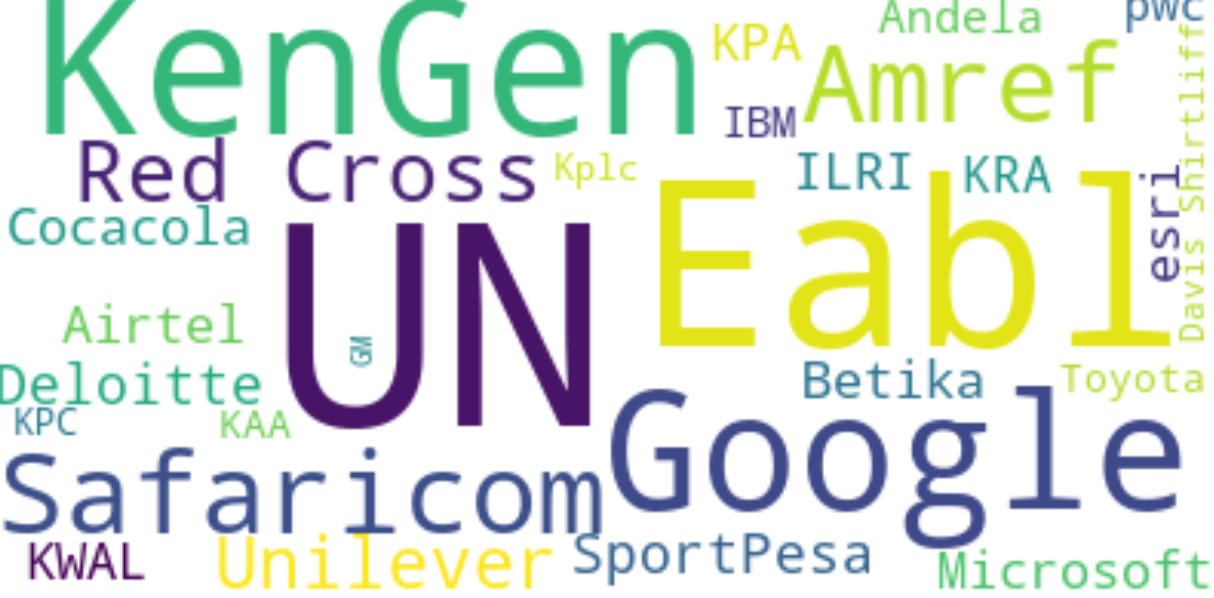 KenGen
KPA
Andela
pwc
Amref
IBM
Davis Shirtliff
Red Cross
Kplc
ILRI
KRA
esri
Cocacola
UN
Eabl
Airtel
GM
Deloitte
Betika
Toyota
KPC
KAA
Google
Safaricom
KWAL
Unilever
SportPesa
Microsoft